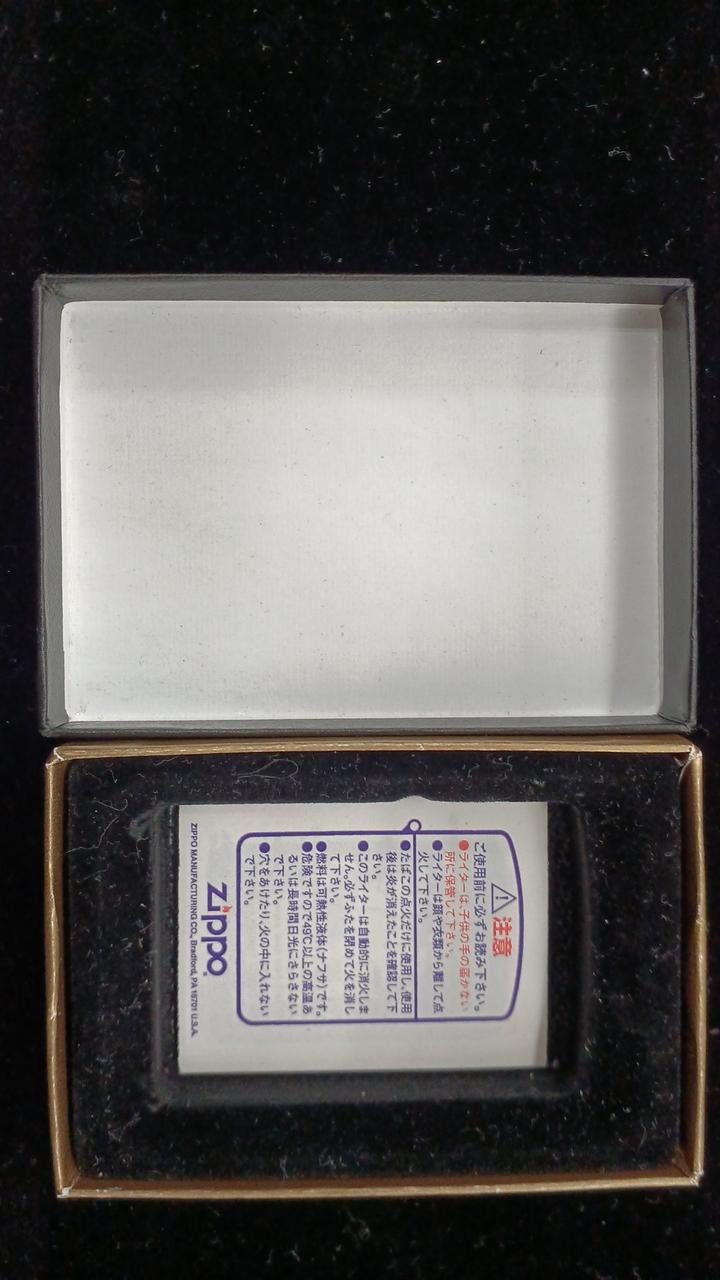 注意
ご使用前に必ずお読み下さい。
●ライターは、子供の手の届かない
所に保管して下さい。
●ライターは顔や衣類から離して点
火して下さい。
●たばこの点火だけに使用し、使用
後は炎が消えたことを確認して下
さい。
●このライターは自動的に消火しま
せん。必ずふたを閉めて火を消し
て下さい。
●燃料は可熱性液体(ナフサ)です。
●危険ですので49℃以上の高温あ
るいは長時間日光にさらさない
で下さい。
●穴をあけたり、火の中に入れない
で下さい。
Zippo®
ZIPPO MANUFACTURING CO., Bradford, PA 16701 U.S.A.